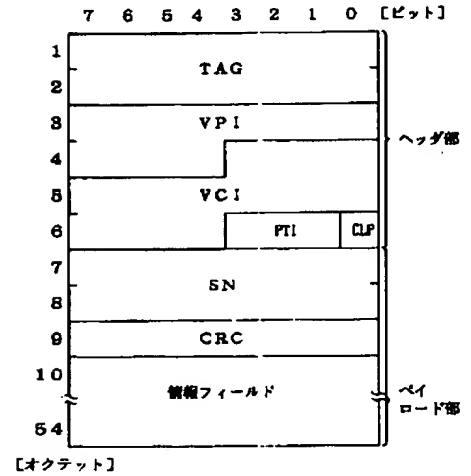 7 6 5 4 3 2 1 0 [ビット]
1
TAG
2
3 VPI
ヘッダ部
4
5 VCI
6 PTI CLP
7
SN
8
9 CRC
10
情報フィールド
ペイ
ロード部
54
[オクテット]